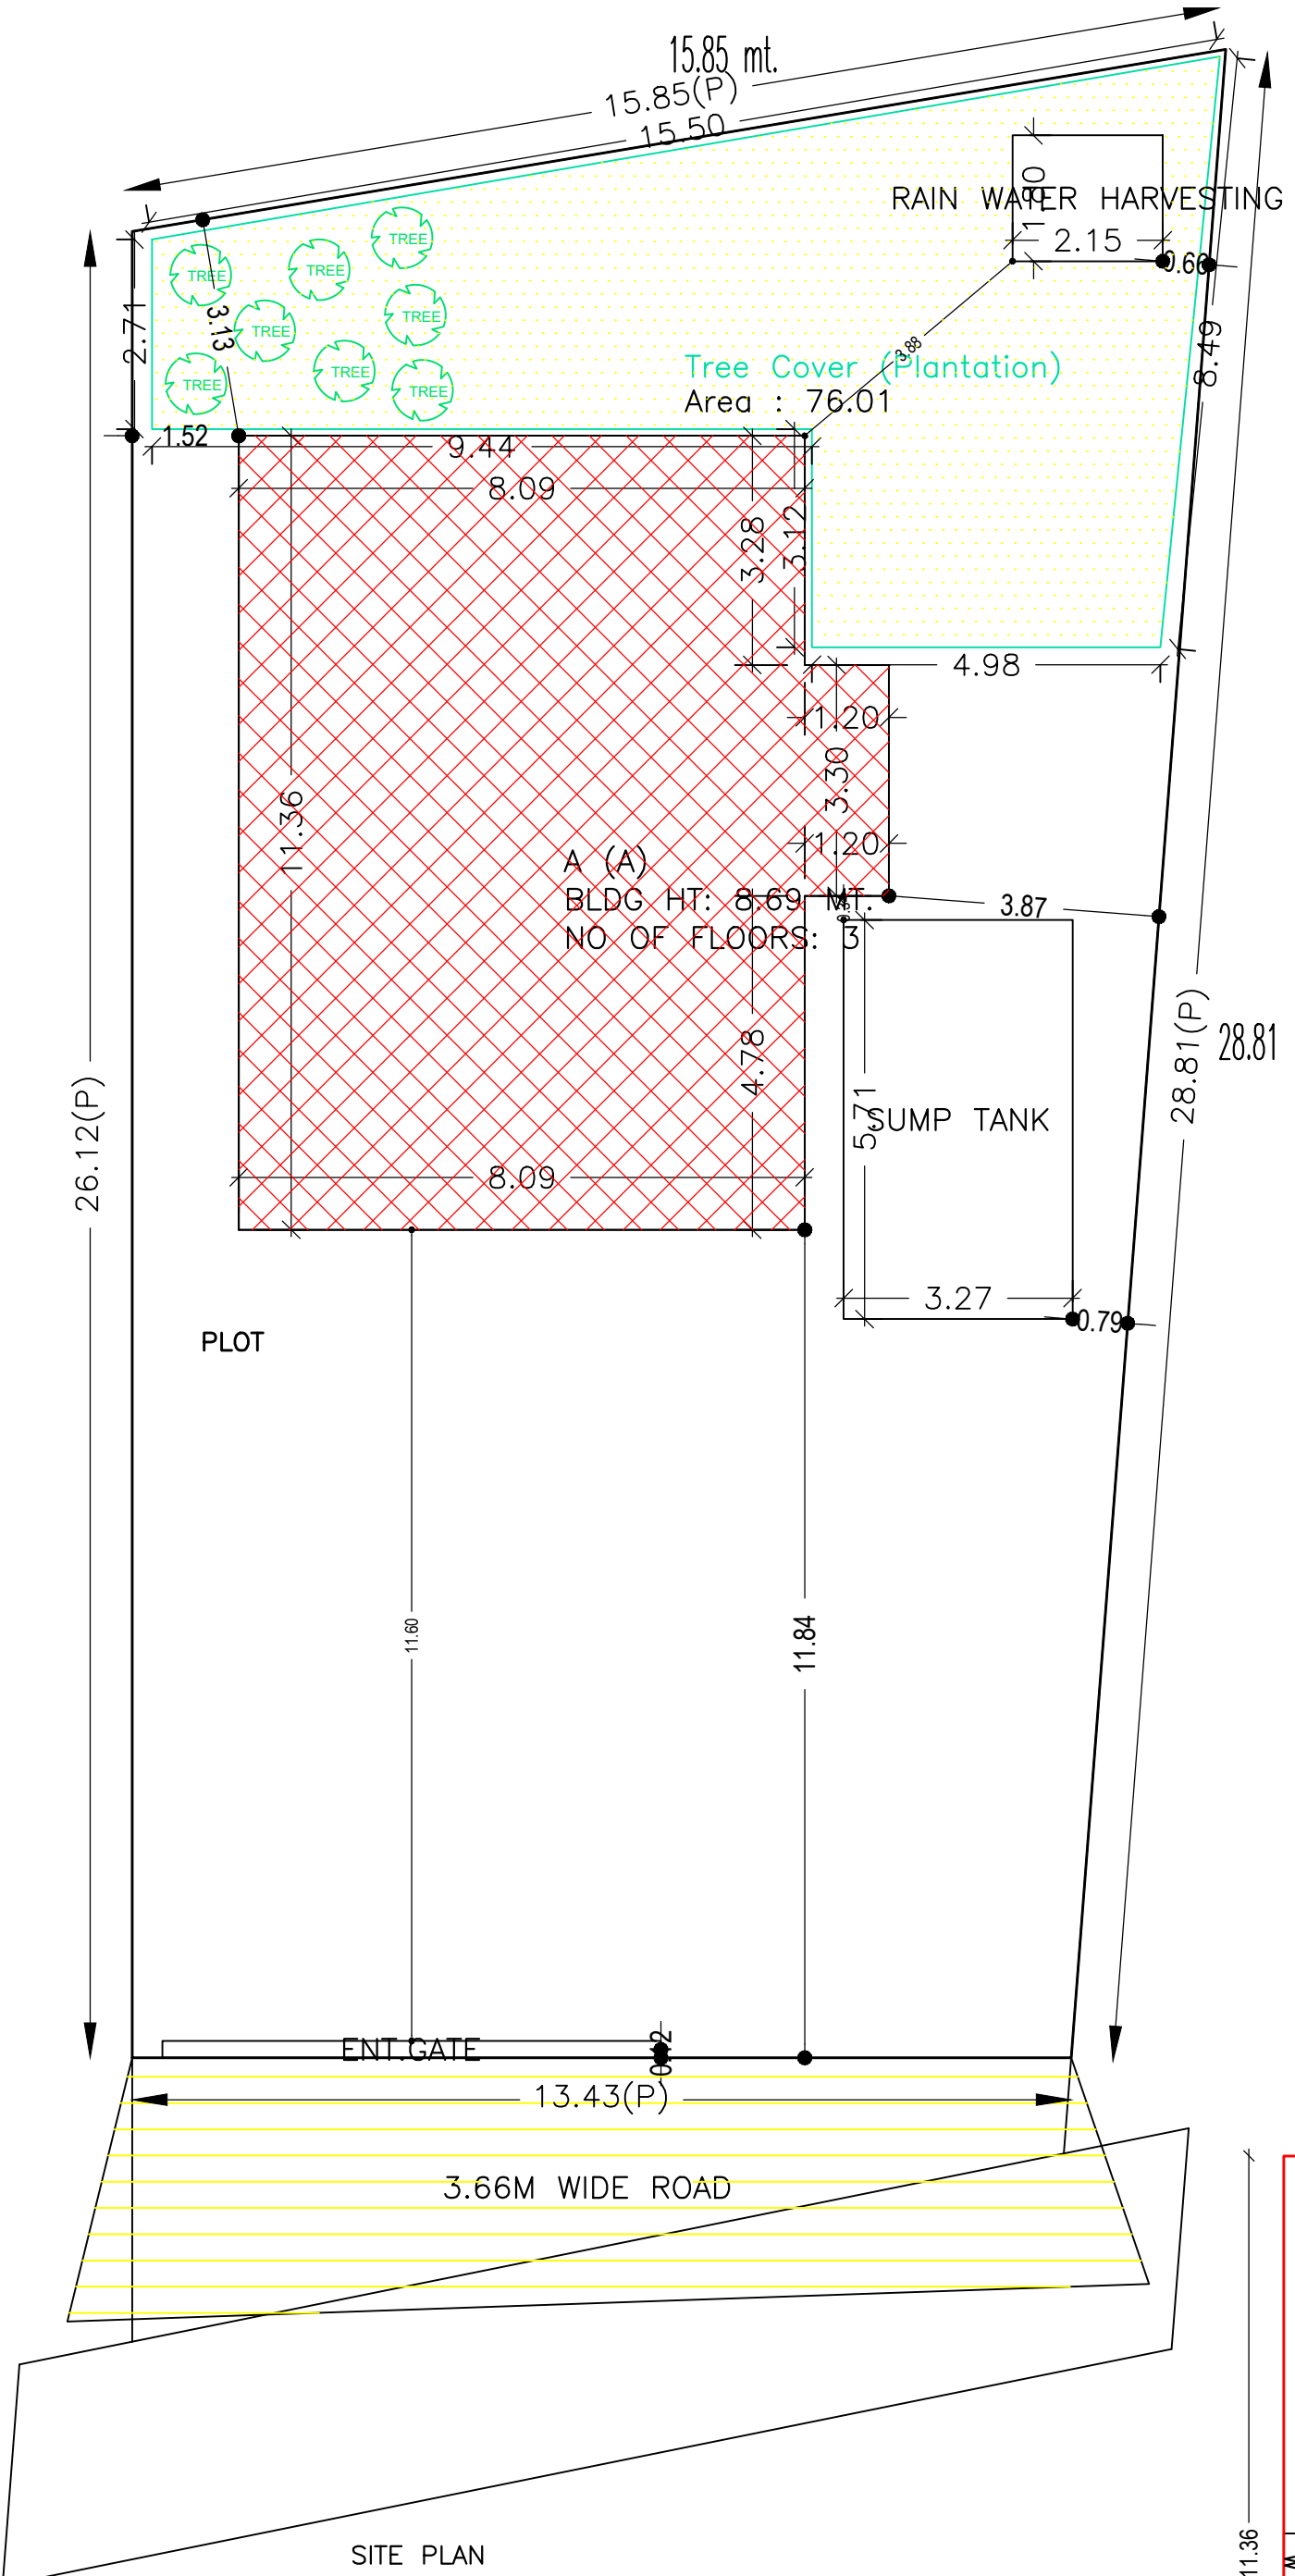 15.85 mt.
15.85(P)
15.50
RAIN WATER HARVESTING
1.80
2.15
0.66
TREE
TREE
TREE
TREE
TREE
TREE
TREE
TREE
2.71
3.13
3.88
8.49
Tree Cover (Plantation)
Area : 76.01
1.52
9.44
8.09
3.28
3.12
4.98
1.20
3.30
11.36
1.20
A (A)
BLDG HT: 8.69 MT.
NO OF FLOORS: 3
3.87
28.81(P)
28.81
4.78
5.71
SUMP TANK
26.12(P)
8.09
3.27
0.79
PLOT
11.60
11.84
ENT.GATE
0.12
13.43(P)
3.66M WIDE ROAD
SITE PLAN
11.36